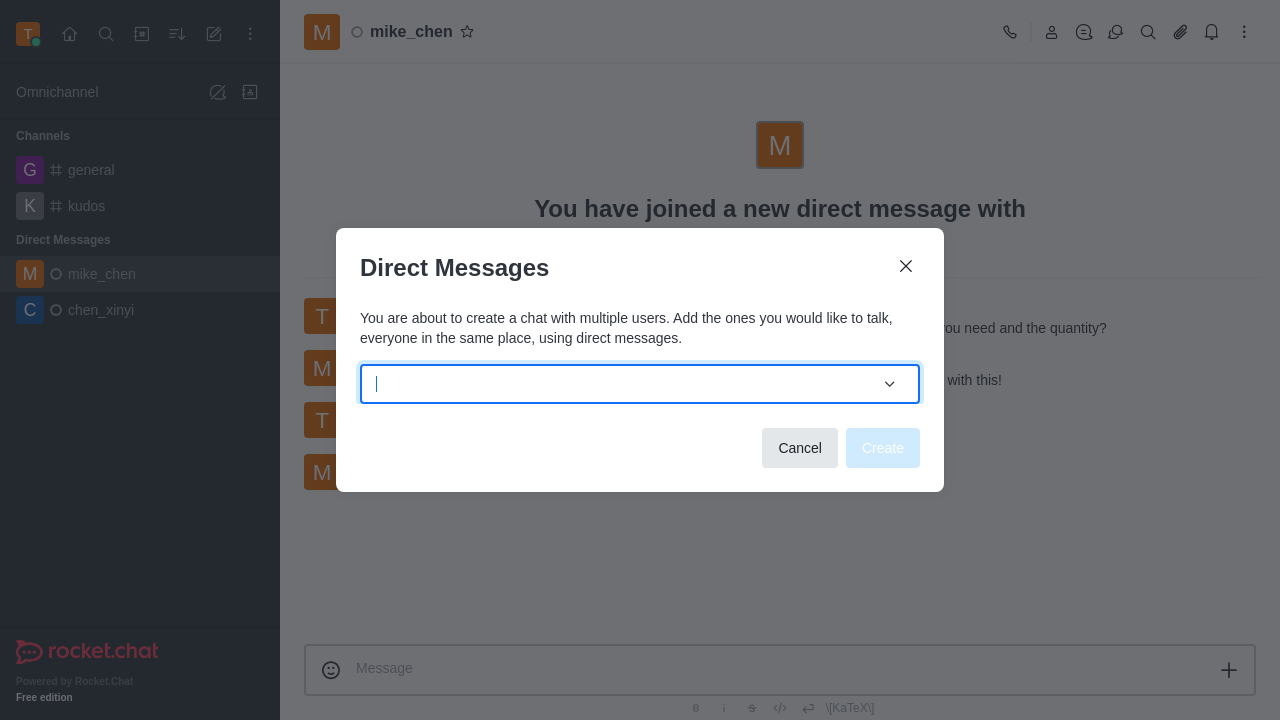 T
Omnichannel
Channels
G general
K kudos
Direct Messages
M mike_chen
C chen_xinyi
rocket.chat
Powered by Rocket.Chat
Free edition
M mike_chen
M
You have joined a new direct message with
Direct Messages
You are about to create a chat with multiple users. Add the ones you would like to talk,
everyone in the same place, using direct messages.
Cancel Create
T you need and the quantity?
M with this!
T
M
Message
B i S </> \[KaTeX\]